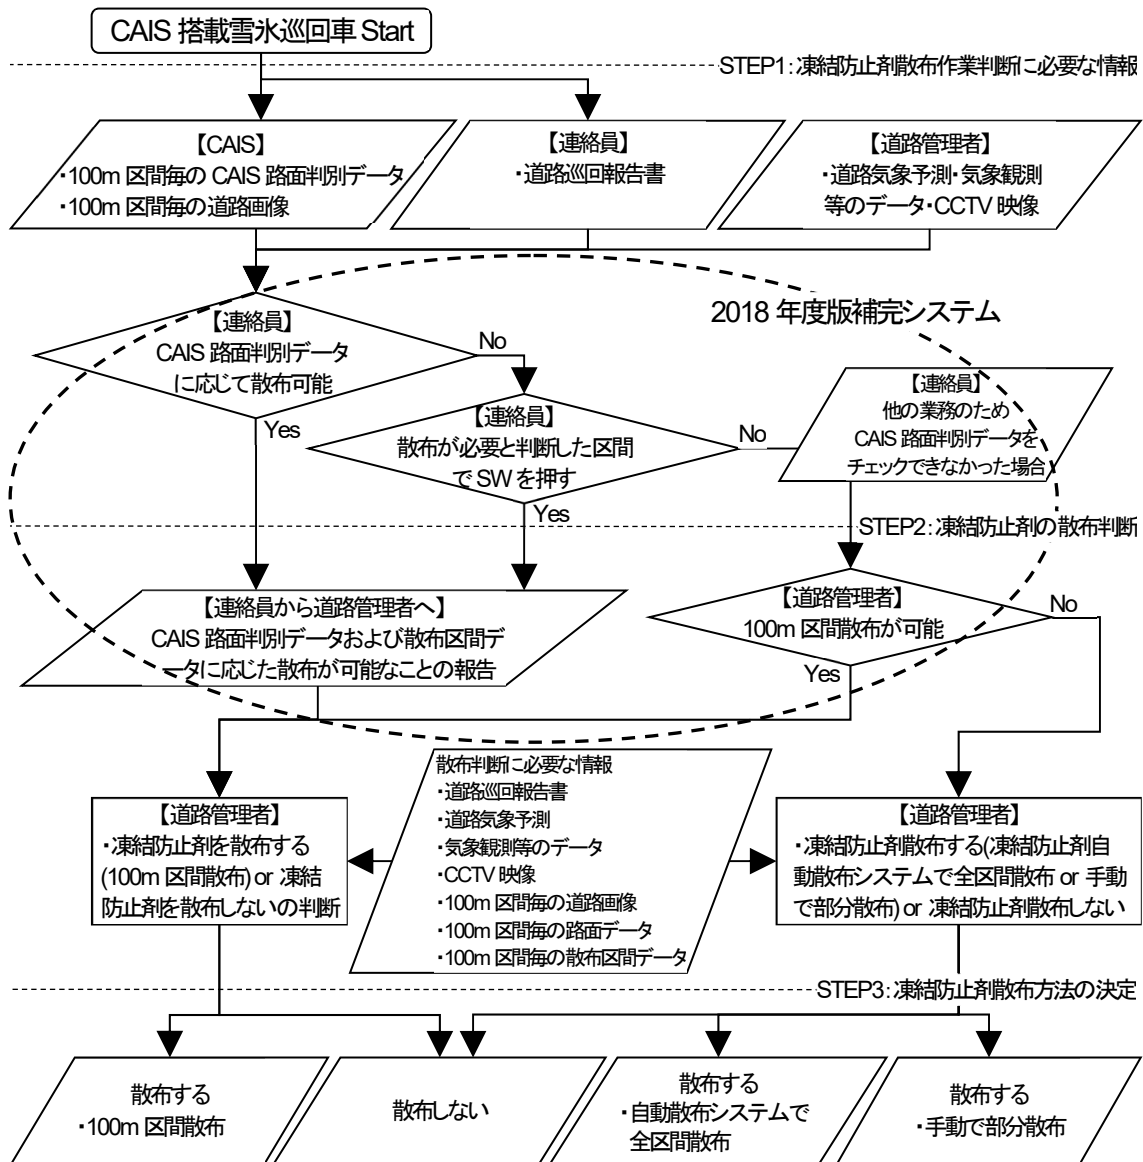 CAIS 搭載雪氷巡回車 Start
STEP1：凍結防止剤散布作業判断に必要な情報
【CAIS】
・100m 区間毎の CAIS 路面判別データ
・100m 区間毎の道路画像
【連絡員】
・道路巡回報告書
【道路管理者】
・道路気象予測・気象観測
等のデータ・CCTV 映像
2018 年度版補完システム
【連絡員】
CAIS 路面判別データ
に応じて散布可能
No
Yes
【連絡員】
散布が必要と判断した区間
で SW を押す
No
Yes
【連絡員】
他の業務のため
CAIS 路面判別データを
チェックできなかった場合
STEP2：凍結防止剤の散布判断
【連絡員から道路管理者へ】
CAIS 路面判別データおよび散布区間デ
ータに応じた散布が可能なことの報告
【道路管理者】
100m 区間散布が可能
No
Yes
【道路管理者】
・凍結防止剤を散布する
(100m 区間散布) or 凍結
防止剤を散布しないの判断
散布判断に必要な情報
・道路巡回報告書
・道路気象予測
・気象観測等のデータ
・CCTV 映像
・100m 区間毎の道路画像
・100m 区間毎の路面データ
・100m 区間毎の散布区間データ
【道路管理者】
・凍結防止剤散布する(凍結防止剤自
動散布システムで全区間散布 or 手動
で部分散布) or 凍結防止剤散布しない
STEP3：凍結防止剤散布方法の決定
散布する
・100m 区間散布
散布しない
散布する
・自動散布システムで
全区間散布
散布する
・手動で部分散布